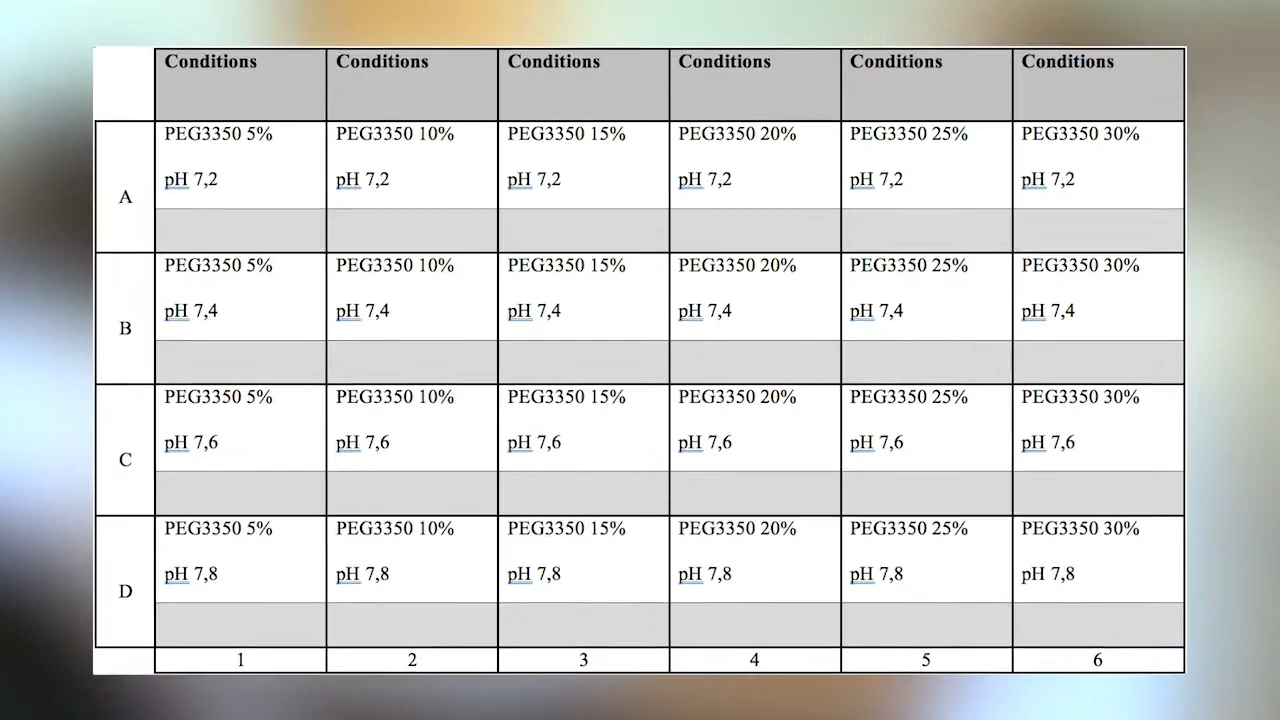 Conditions Conditions Conditions Conditions Conditions Conditions
PEG3350 5% PEG3350 10% PEG3350 15% PEG3350 20% PEG3350 25% PEG3350 30%
pH 7,2 pH 7,2 pH 7,2 pH 7,2 pH 7,2 pH 7,2
A
PEG3350 5% PEG3350 10% PEG3350 15% PEG3350 20% PEG3350 25% PEG3350 30%
pH 7,4 pH 7,4 pH 7,4 pH 7,4 pH 7,4 pH 7,4
B
PEG3350 5% PEG3350 10% PEG3350 15% PEG3350 20% PEG3350 25% PEG3350 30%
pH 7,6 pH 7,6 pH 7,6 pH 7,6 pH 7,6 pH 7,6
C
PEG3350 5% PEG3350 10% PEG3350 15% PEG3350 20% PEG3350 25% PEG3350 30%
pH 7,8 pH 7,8 pH 7,8 pH 7,8 pH 7,8 pH 7,8
D
1 2 3 4 5 6